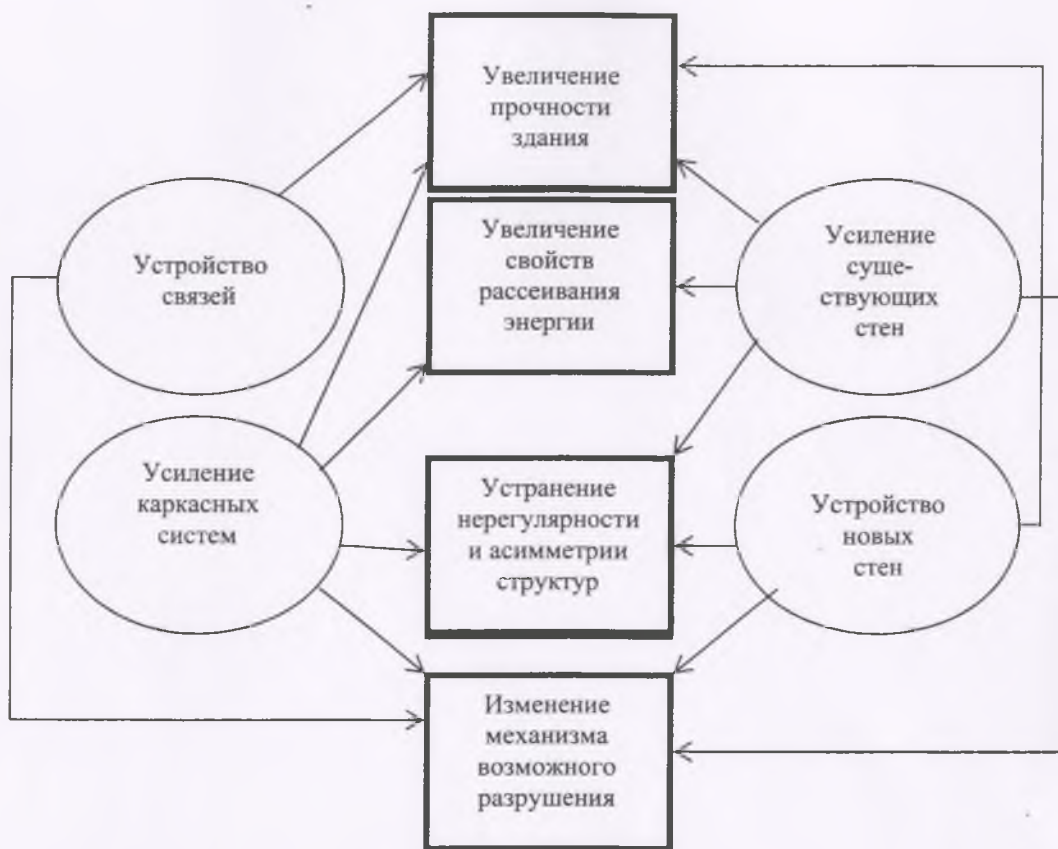 Увеличение
прочности
здания
Устройство
связей
Увеличение
свойств
рассеивания
энергии
Усиление
суще-
ствующих
стен
Усиление
каркасных
систем
Устранение
нерегулярности
и асимметрии
структур
Устройство
новых
стен
Изменение
механизма
возможного
разрушения